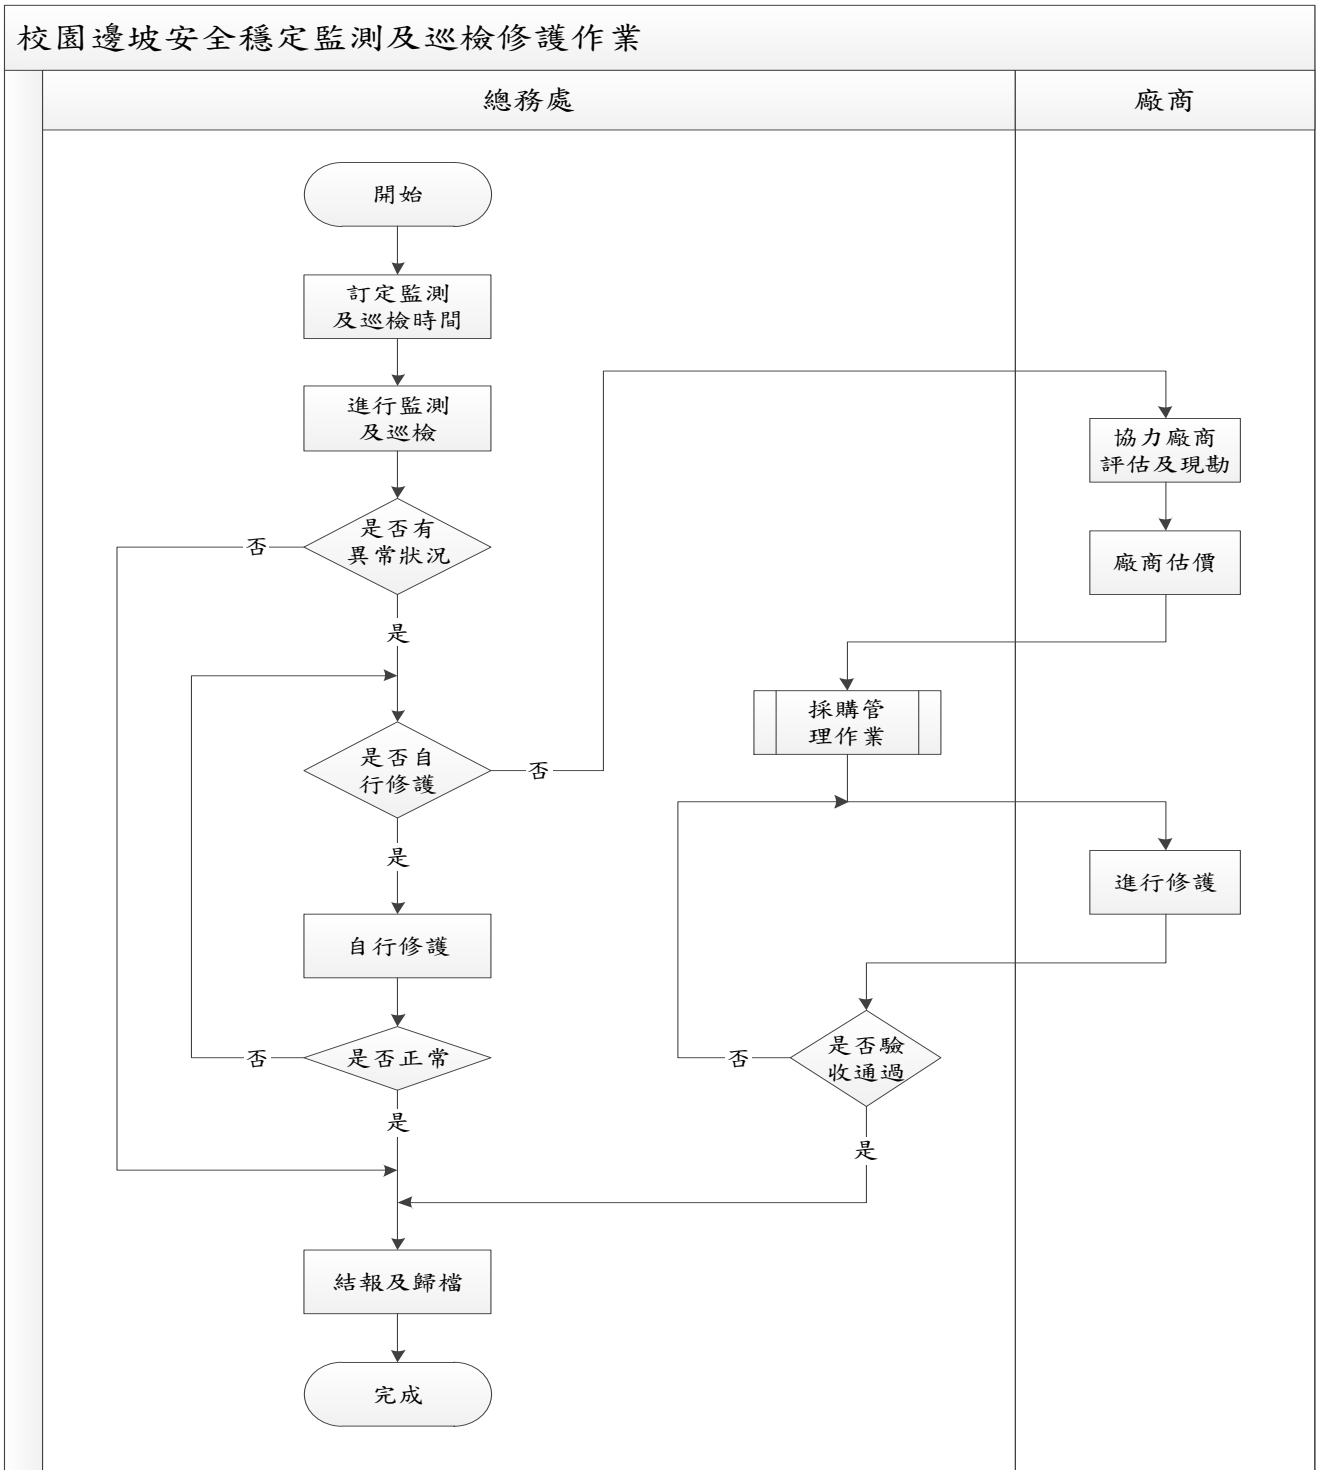 校園邊坡安全穩定監測及巡檢修護作業
總務處
廠商
開始
訂定監測
及巡檢時間
進行監測
及巡檢
協力廠商
評估及現勘
是否有
異常狀況
否
廠商估價
是
採購管
理作業
是否自
行修護
否
是
進行修護
自行修護
是否正常
否
是否驗
收通過
否
是
是
結報及歸檔
完成